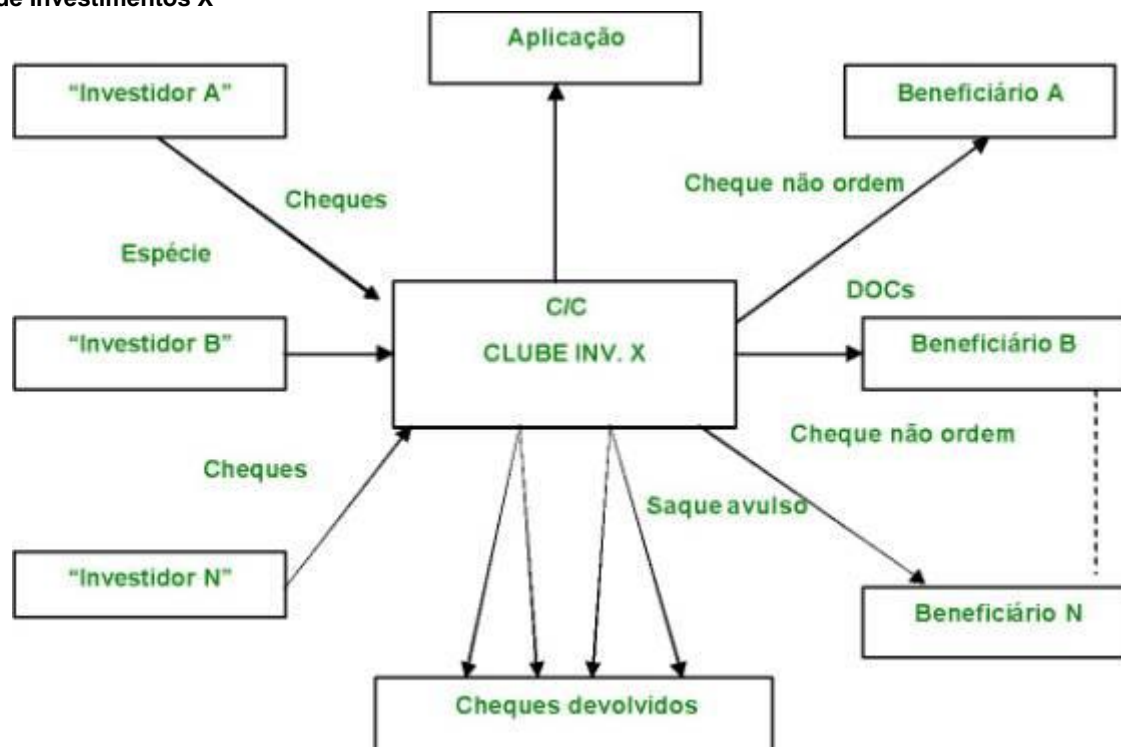 de Investimentos X
Aplicação
"Investidor A"
Beneficiário A
Cheques
Cheque não ordem
Espécie
DOCs
C/C
CLUBE INV. X
"Investidor B"
Beneficiário B
Cheque não ordem
Cheques
Saque avulso
"Investidor N"
Beneficiário N
Cheques devolvidos